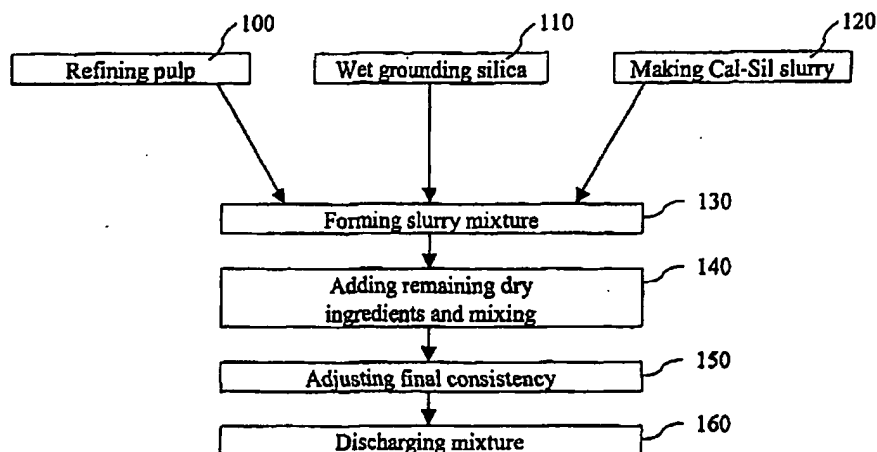 100
110
120
Refining pulp
Wet grounding silica
Making Cal-Sil slurry
130
Forming slurry mixture
140
Adding remaining dry
ingredients and mixing
150
Adjusting final consistency
160
Discharging mixture